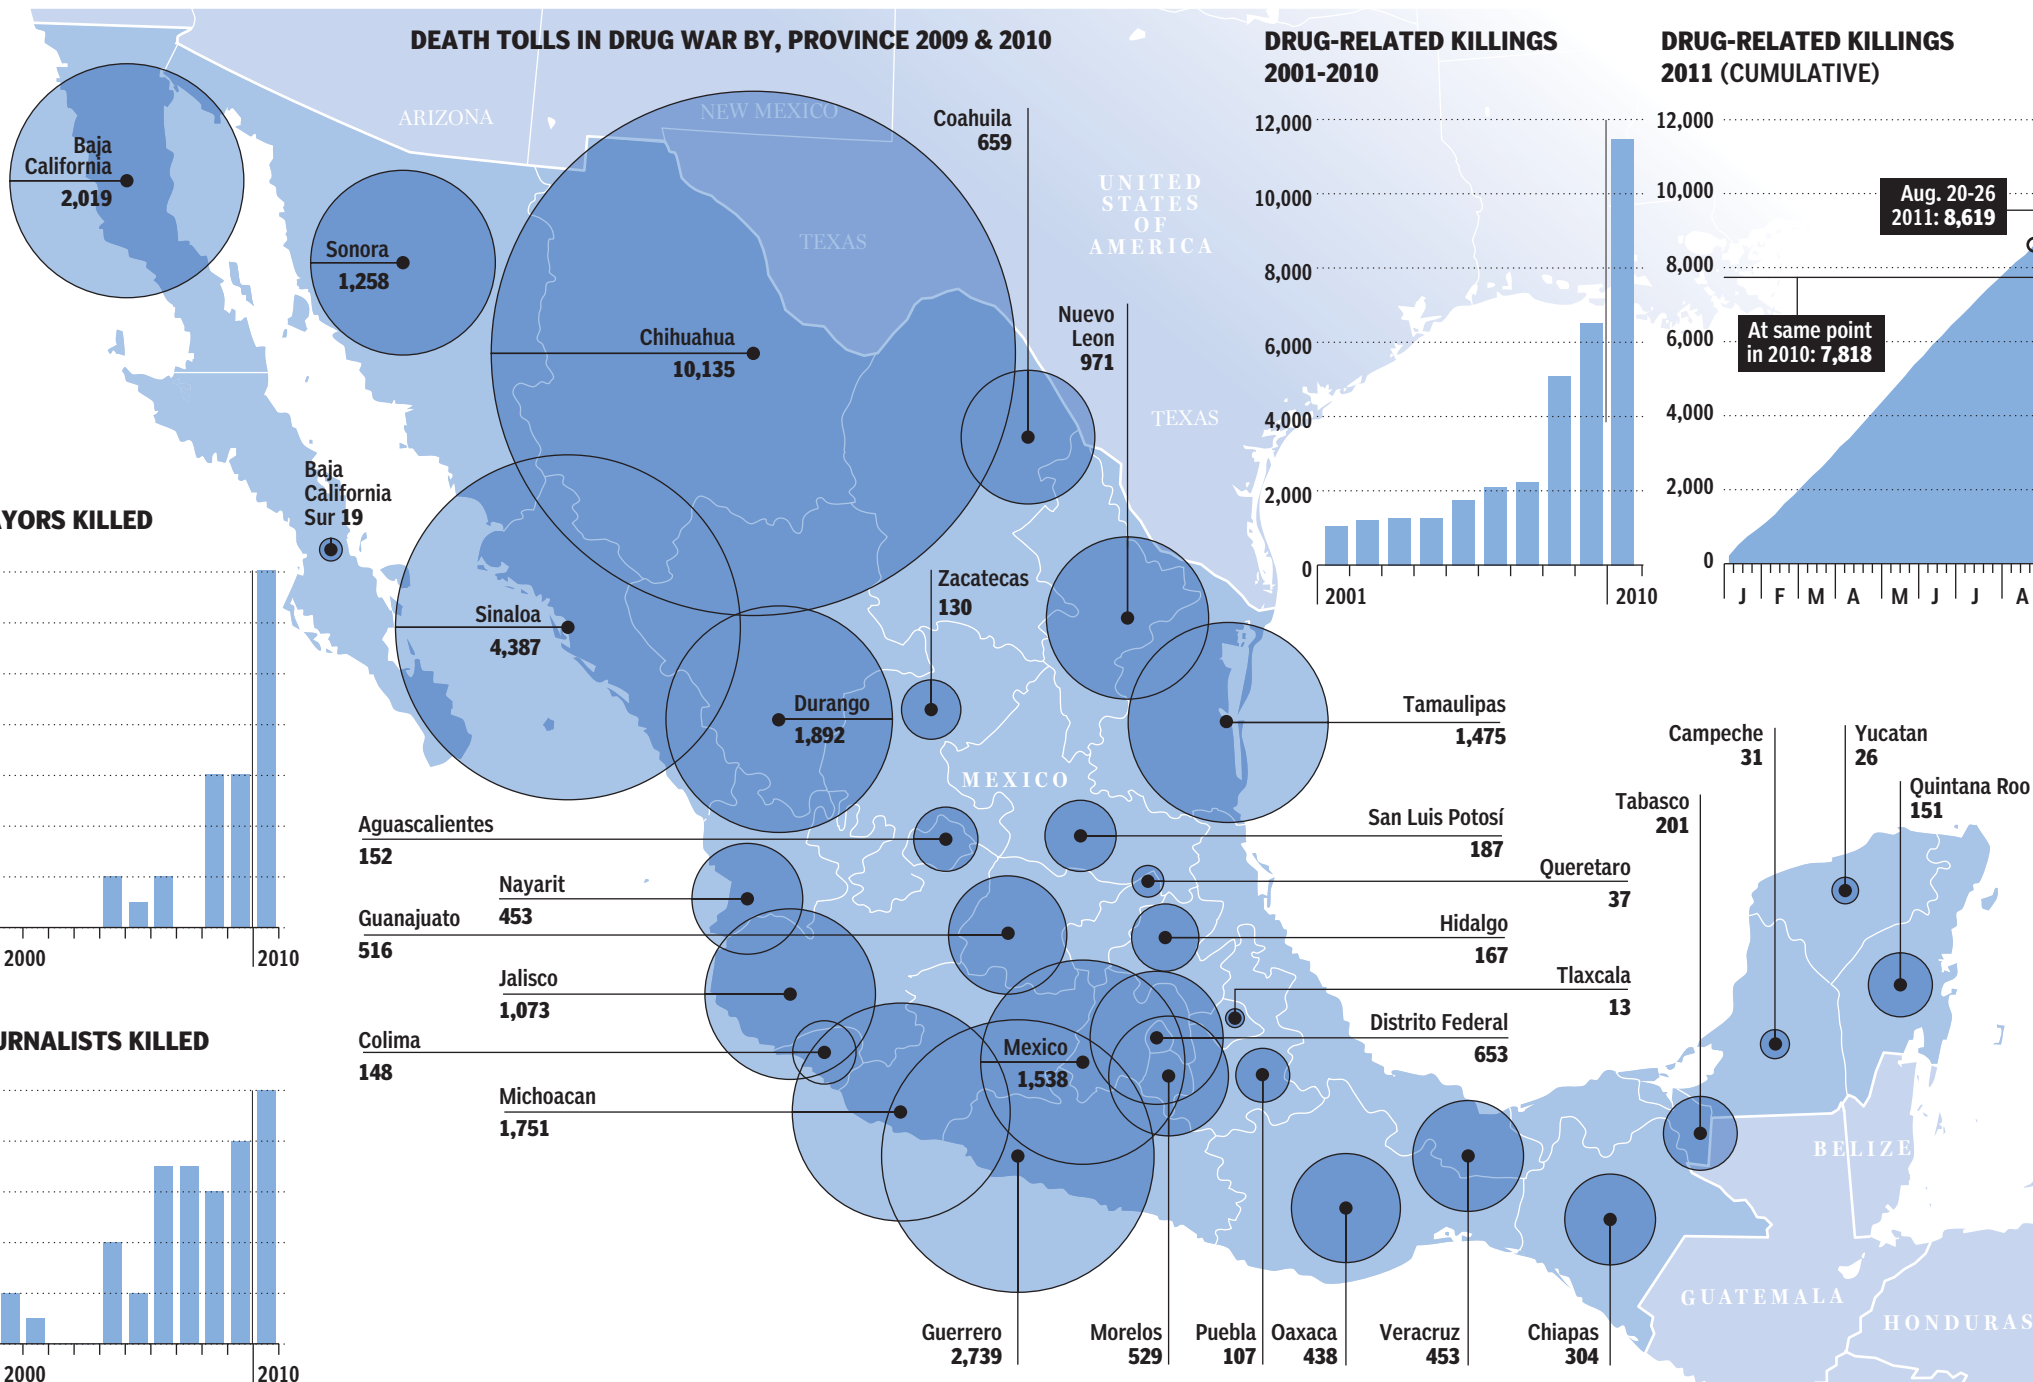 DEATH TOLLS IN DRUG WAR BY, PROVINCE 2009 & 2010
ARIZONA
NEW MEXICO
TEXAS
UNITED
STATES
OF
AMERICA
TEXAS
Baja
California
2,019
Sonora
1,258
Chihuahua
10,135
Coahuila
659
Nuevo
Leon
971
Baja
California
Sur 19
Sinaloa
4,387
Durango
1,892
Zacatecas
130
MEXICO
Tamaulipas
1,475
Aguascalientes
152
Nayarit
453
Guanajuato
516
Jalisco
1,073
Colima
148
Michoacan
1,751
San Luis Potosí
187
Queretaro
37
Hidalgo
167
Tlaxcala
13
Distrito Federal
653
Mexico
1,538
Guerrero
2,739
Morelos
529
Puebla
107
Oaxaca
438
Veracruz
453
Chiapas
304
Tabasco
201
Campeche
31
Yucatan
26
Quintana Roo
151
BELIZE
GUATEMALA
HONDURAS
DRUG-RELATED KILLINGS
2001-2010
12,000
10,000
8,000
6,000
4,000
2,000
0
2001
2010
DRUG-RELATED KILLINGS
2011 (CUMULATIVE)
12,000
10,000
8,000
6,000
4,000
2,000
0
Aug. 20-26
2011: 8,619
At same point
in 2010: 7,818
J F M A M J J A
YORS KILLED
2000
2010
URNALISTS KILLED
2000
2010